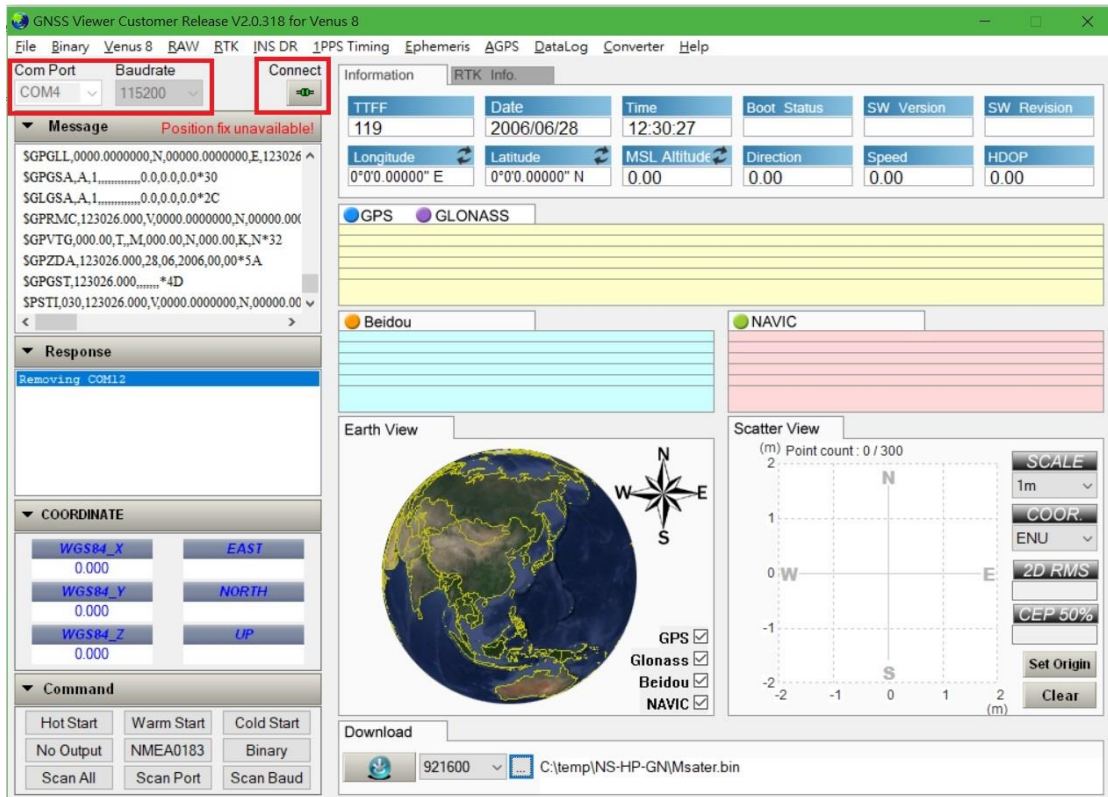 GNSS Viewer Customer Release V2.0.318 for Venus 8
File Binary Venus 8 RAW RTK INS DR 1PPS Timing Ephemeris AGPS DataLog Converter Help
Com Port Baudrate Connect
COM4 115200
Message Position fix unavailable!
$GPGLL,0000.0000000,N,00000.0000000,E,123026
$GPGSA,A,1,,,,,,,,,,,,,0.0,0.0,0.0*30
$GLGSA,A,1,,,,,,,,,,,,,0.0,0.0,0.0*2C
$GPRMC,123026.000,V,0000.0000000,N,00000.00(
$GPVTG,000.00,T,,M,000.00,N,000.00,K,N*32
$GPZDA,123026.000,28,06,2006,00,00*5A
$GPGST,123026.000,,,,,,,*4D
$PSTI,030,123026.000,V,0000.0000000,N,00000.00
Response
Removing COM12
COORDINATE
WGS84_X EAST
0.000
WGS84_Y NORTH
0.000
WGS84_Z UP
0.000
Command
Hot Start Warm Start Cold Start
No Output NMEA0183 Binary
Scan All Scan Port Scan Baud
Information RTK Info.
TTFF Date Time Boot Status SW Version SW Revision
119 2006/06/28 12:30:27
Longitude Latitude MSL Altitude Direction Speed HDOP
0°0'0.00000" E 0°0'0.00000" N 0.00 0.00 0.00 0.00
GPS GLONASS
Beidou NAVIC
Earth View
N
W E
S
GPS
Glonass
Beidou
NAVIC
Scatter View
(m) Point count : 0 / 300
2
N
1
0 W E
-1
S
-2
-2 -1 0 1 2
(m)
SCALE
1m
COOR.
ENU
2D RMS
CEP 50%
Set Origin
Clear
Download
921600 ... C:\temp\NS-HP-GN\Msater.bin